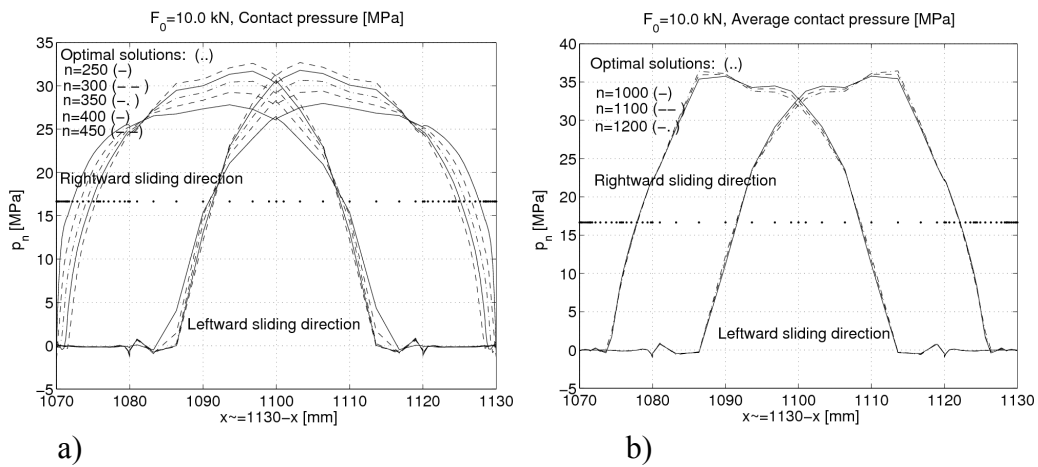 F0=10.0 kN, Contact pressure [MPa]
35
30
25
20
15
10
5
0
−5
pn [MPa]
Optimal solutions: (..)
n=250 (−)
n=300 (−− )
n=350 (−. )
n=400 (−)
n=450 (−−)
Rightward sliding direction
Leftward sliding direction
1070 1080 1090 1100 1110 1120 1130
x~=1130−x [mm]
a)
F0=10.0 kN, Average contact pressure [MPa]
40
35
30
25
20
15
10
5
0
−5
pn [MPa]
Optimal solutions: (..)
n=1000 (−)
n=1100 (−− )
n=1200 (−. )
Rightward sliding direction
Leftward sliding direction
1070 1080 1090 1100 1110 1120 1130
x~=1130−x [mm]
b)